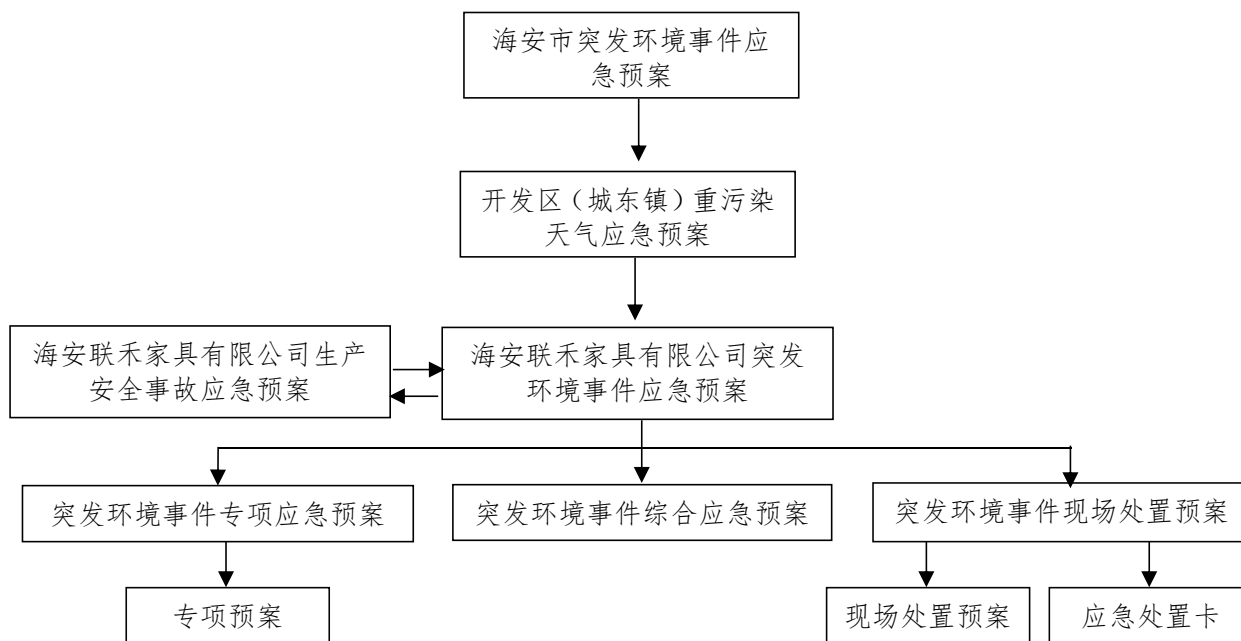 海安市突发环境事件应
急预案
开发区（城东镇）重污染
天气应急预案
海安联禾家具有限公司生产
安全事故应急预案
海安联禾家具有限公司突发
环境事件应急预案
突发环境事件专项应急预案
突发环境事件综合应急预案
突发环境事件现场处置预案
专项预案
现场处置预案
应急处置卡